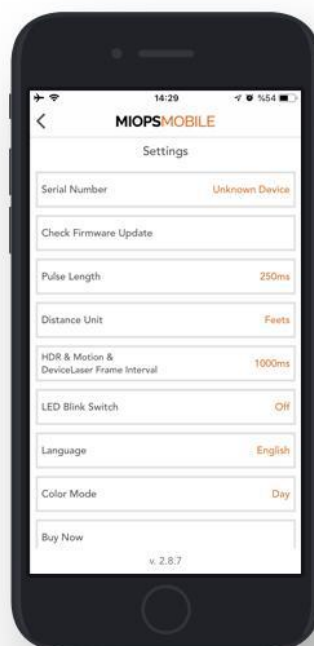 14:29
%54
MIOPSMOBILE
Settings
Serial Number Unknown Device
Check Firmware Update
Pulse Length 250ms
Distance Unit Feets
HDR & Motion &
DeviceLaser Frame Interval 1000ms
LED Blink Switch Off
Language English
Color Mode Day
Buy Now
v. 2.8.7